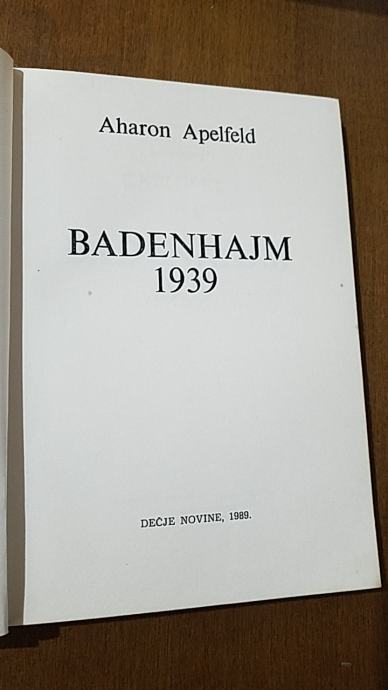 Aharon Apelfeld
BADENHAJM
1939
DEČJE NOVINE, 1989.